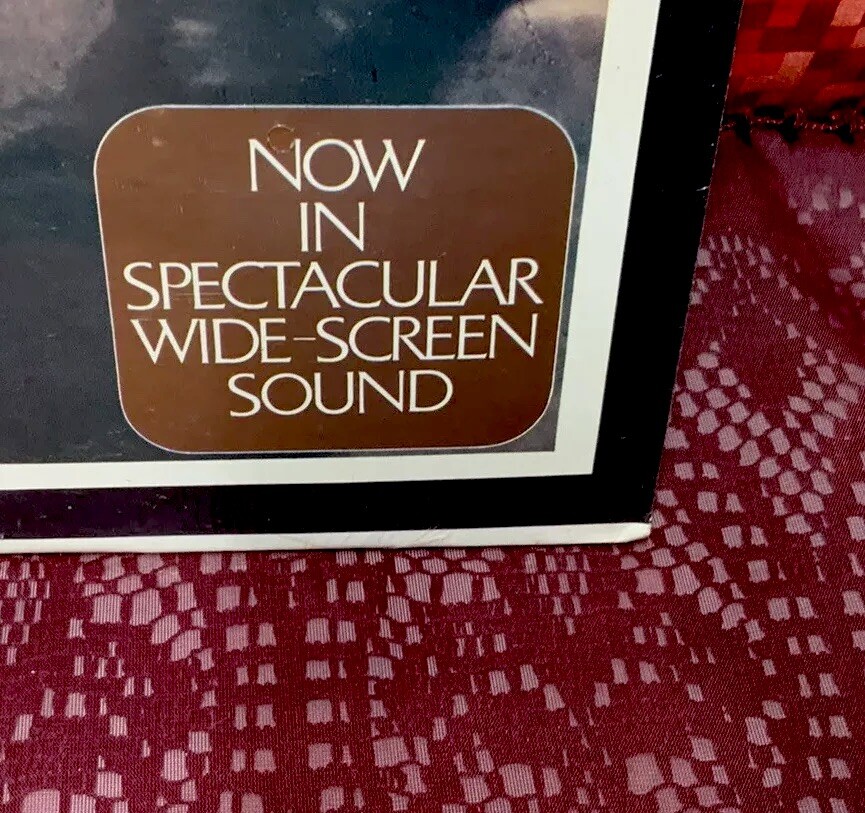 NOW
IN
SPECTACULAR
WIDE-SCREEN
SOUND